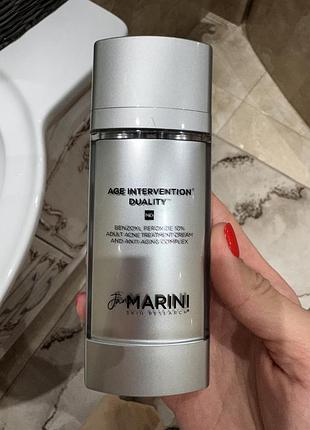 AGE INTERVENTION®
DUALITY™
MD
BENZOYL PEROXIDE 10%
ADULT ACNE TREATMENT CREAM
AND ANTI-AGING COMPLEX
Jan MARINI
SKIN RESEARCH®